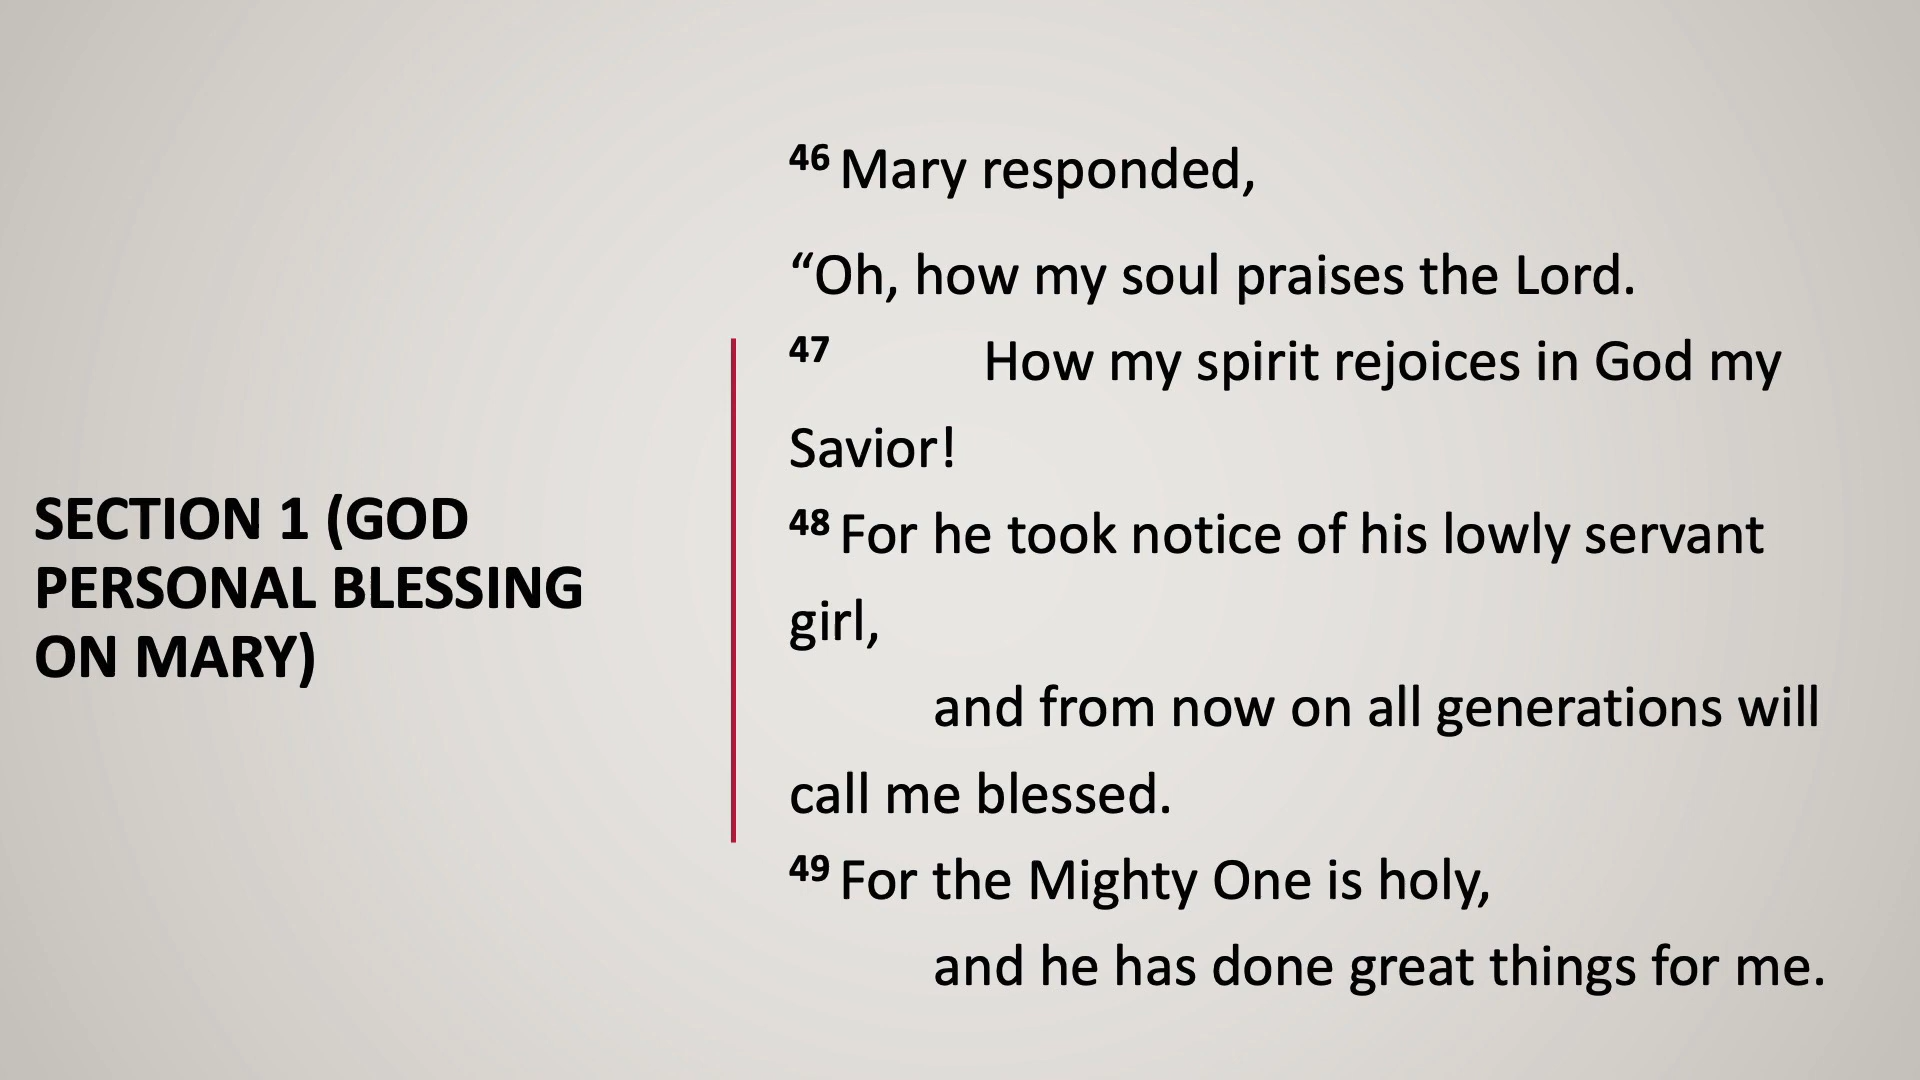 SECTION 1 (GOD
PERSONAL BLESSING
ON MARY)
46 Mary responded,
“Oh, how my soul praises the Lord.
47 How my spirit rejoices in God my
Savior!
48 For he took notice of his lowly servant
girl,
and from now on all generations will
call me blessed.
49 For the Mighty One is holy,
and he has done great things for me.